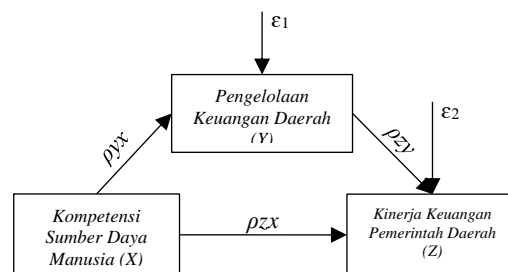 ε1
Pengelolaan
Keuangan Daerah
(Y)
ε2
ρyx
ρzy
Kompetensi
Sumber Daya
Manusia (X)
ρzx
Kinerja Keuangan
Pemerintah Daerah
(Z)